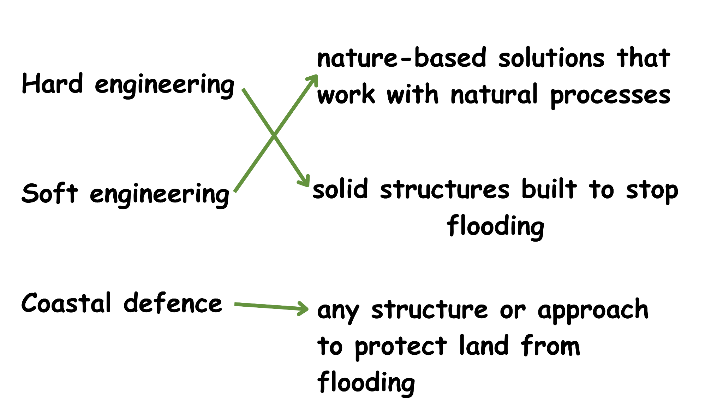 Hard engineering
nature-based solutions that
work with natural processes
Soft engineering
solid structures built to stop
flooding
Coastal defence
any structure or approach
to protect land from
flooding